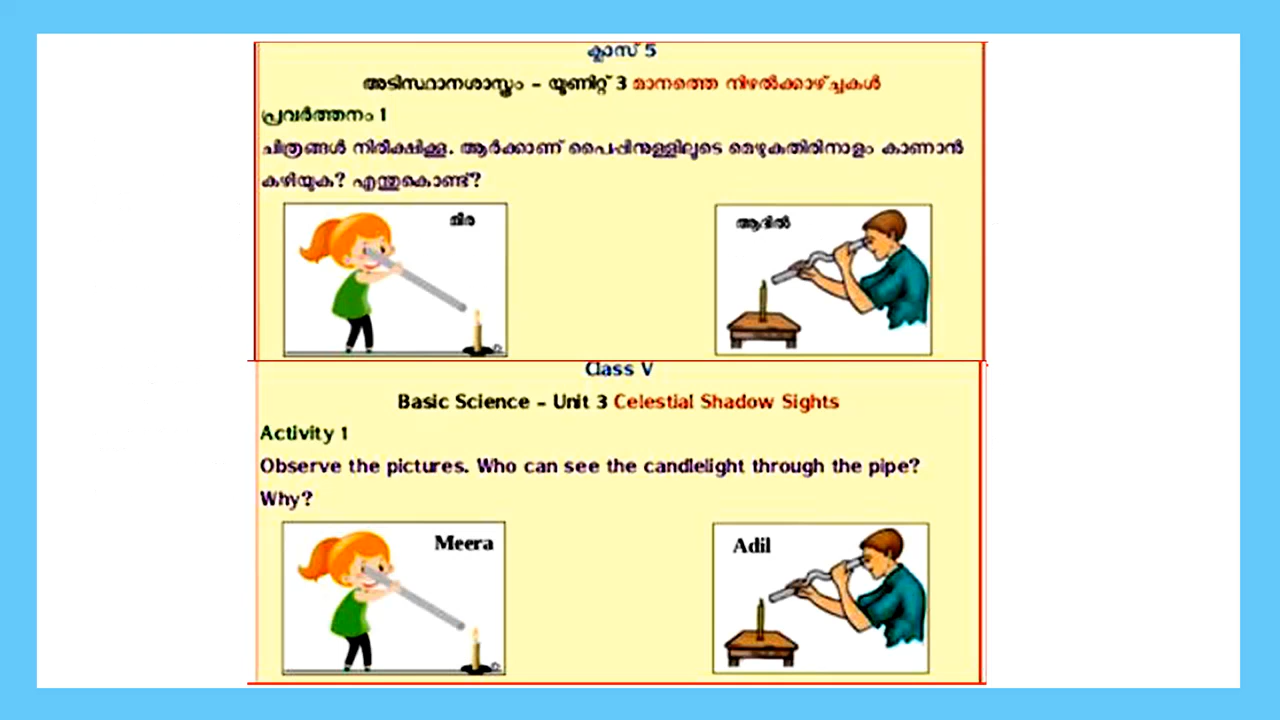 ക്ലാസ് 5
അടിസ്ഥാനശാസ്ത്രം – യൂണിറ്റ് 3 മാനത്തെ നിഴൽക്കാഴ്ച്ചകൾ
പ്രവർത്തനം 1
ചിത്രങ്ങൾ നിരീക്ഷിക്കൂ. ആർക്കാണ് പൈപ്പിനുള്ളിലൂടെ മെഴുകുതിരിനാളം കാണാൻ
കഴിയുക? എന്തുകൊണ്ട്?
മീര
ആദിൽ
Class V
Basic Science – Unit 3 Celestial Shadow Sights
Activity 1
Observe the pictures. Who can see the candlelight through the pipe?
Why?
Meera
Adil